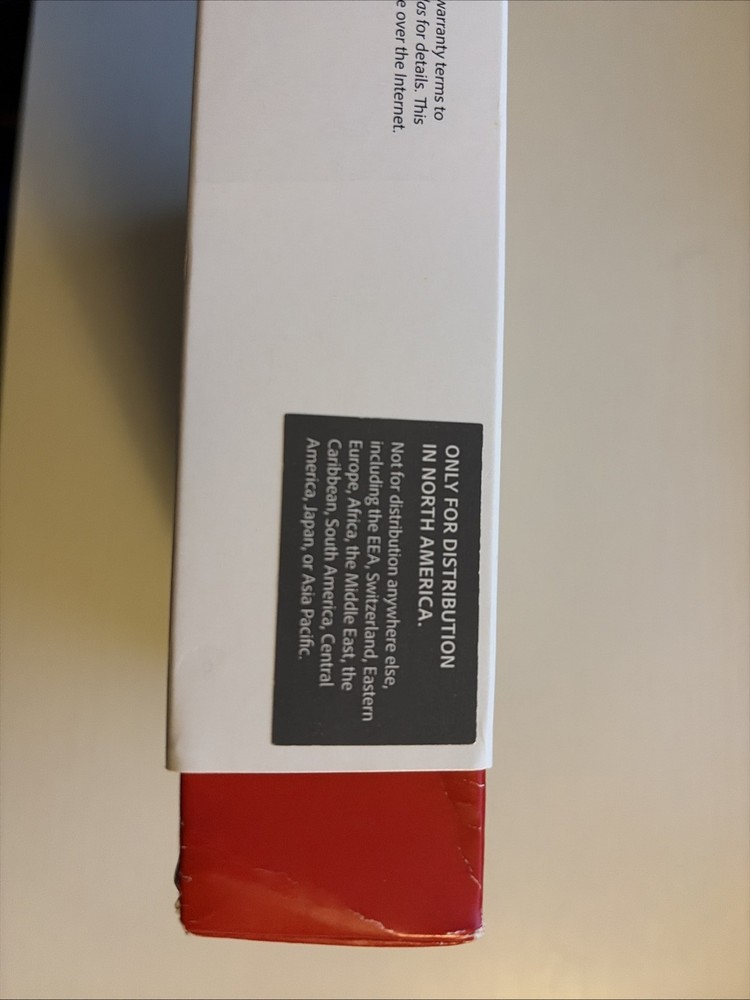 warranty terms to
for details. This
over the Internet.
ONLY FOR DISTRIBUTION
IN NORTH AMERICA.
Not for distribution anywhere else,
including the EEA, Switzerland, Eastern
Europe, Africa, the Middle East, the
Caribbean, South America, Central
America, Japan, or Asia Pacific.